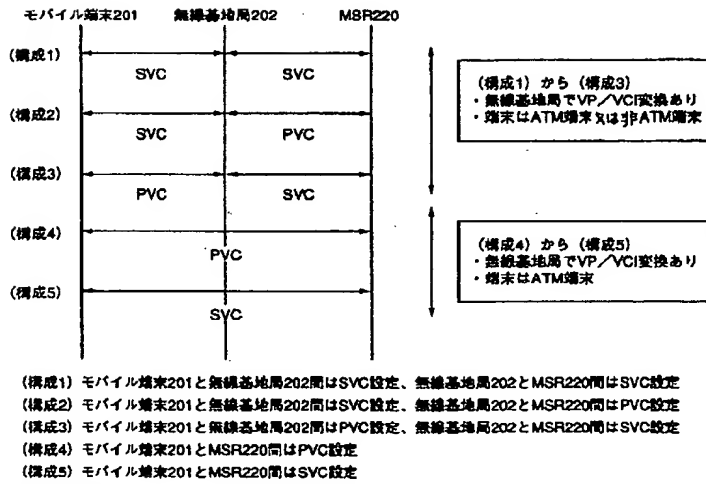 モバイル端末201 無線基地局202 MSR220
(構成1)
SVC SVC
(構成2)
SVC PVC
(構成3)
PVC SVC
(構成4)
PVC
(構成5)
SVC
(構成1) から (構成3)
・無線基地局でVP/VCI変換あり
・端末はATM端末又は非ATM端末
(構成4) から (構成5)
・無線基地局でVP/VCI変換あり
・端末はATM端末
(構成1) モバイル端末201と無線基地局202間はSVC設定、無線基地局202とMSR220間はSVC設定
(構成2) モバイル端末201と無線基地局202間はSVC設定、無線基地局202とMSR220間はPVC設定
(構成3) モバイル端末201と無線基地局202間はPVC設定、無線基地局202とMSR220間はSVC設定
(構成4) モバイル端末201とMSR220間はPVC設定
(構成5) モバイル端末201とMSR220間はSVC設定